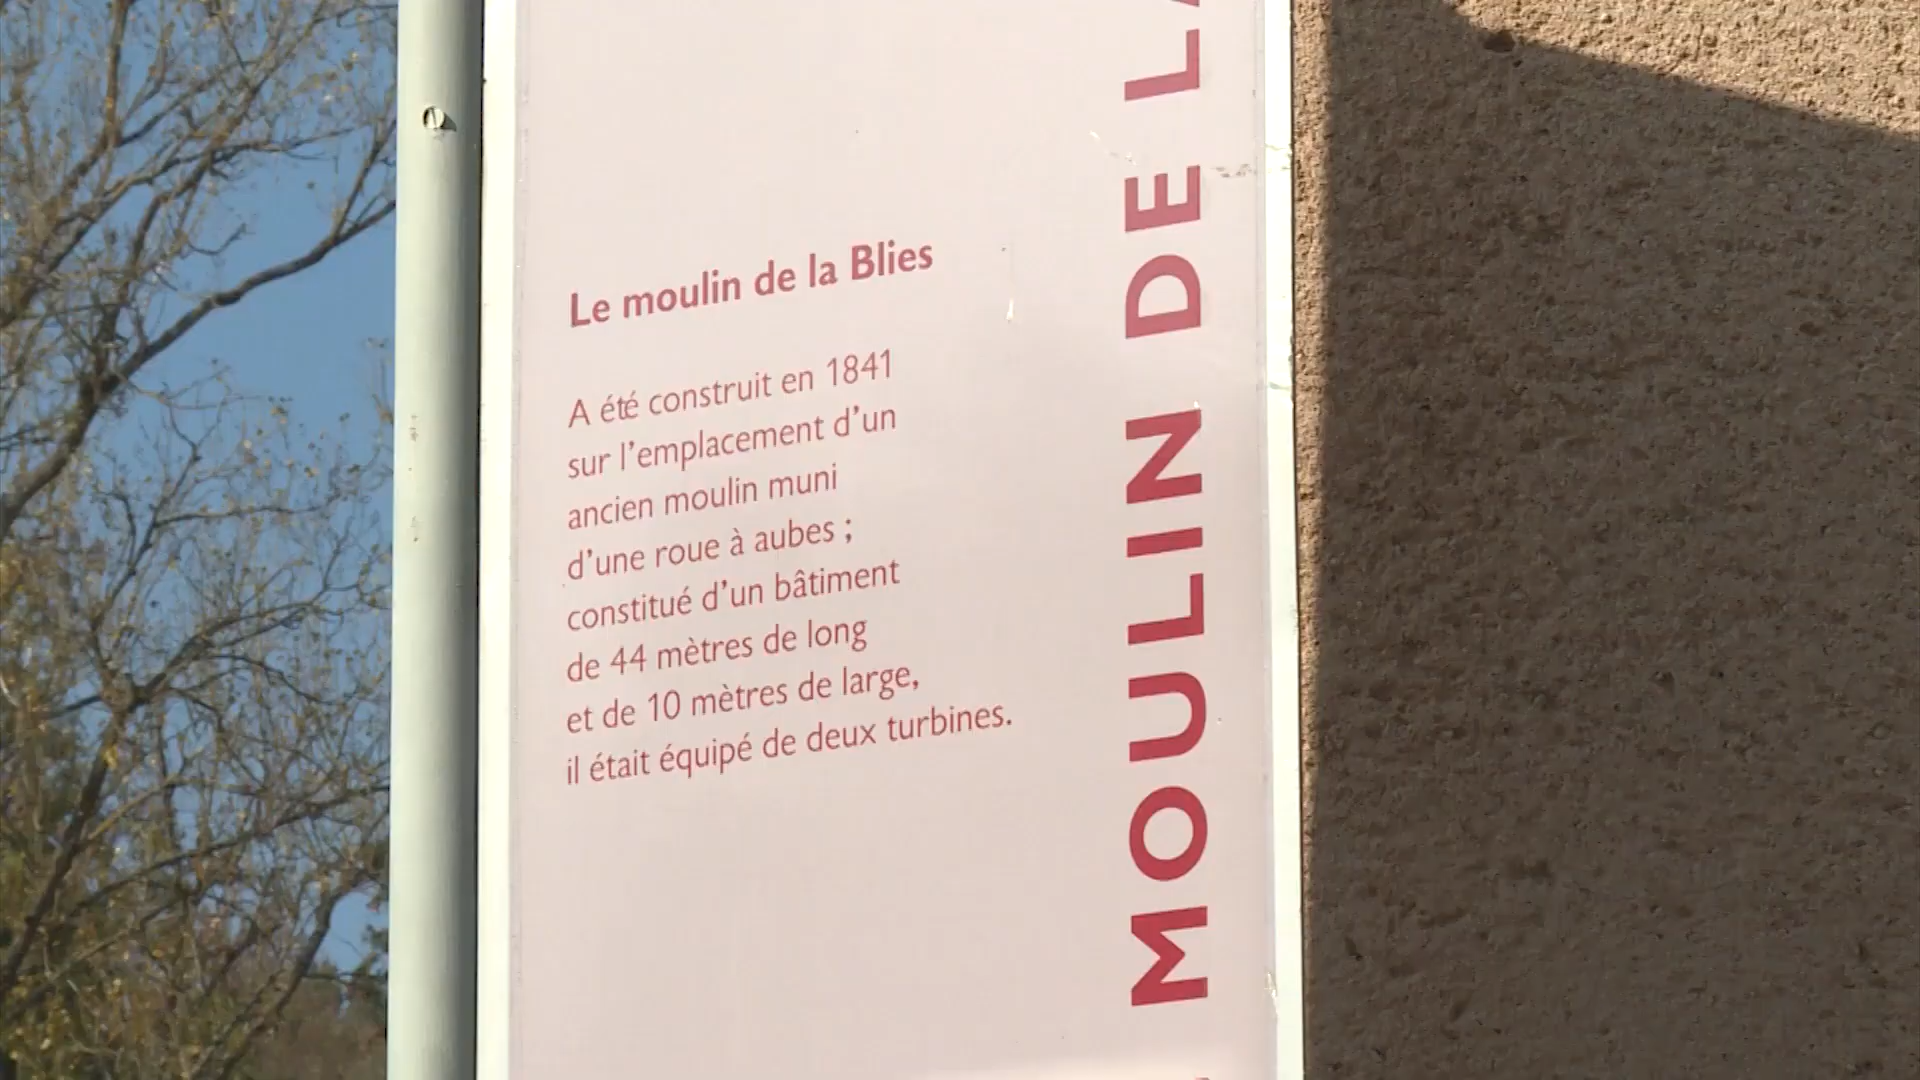 Le moulin de la Blies
A été construit en 1841
sur l'emplacement d'un
ancien moulin muni
d'une roue à aubes ;
constitué d'un bâtiment
de 44 mètres de long
et de 10 mètres de large,
il était équipé de deux turbines.
MOULIN DE LA